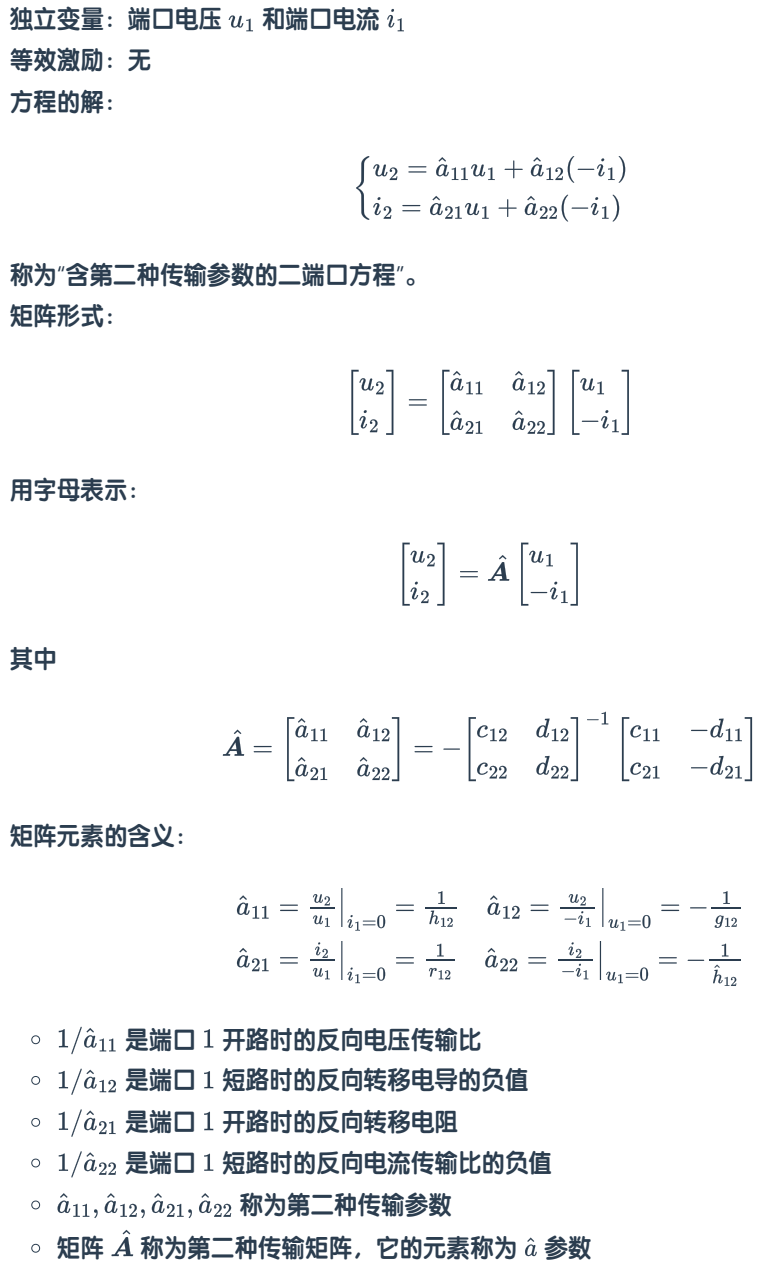 独立变量：端口电压 $u_1$ 和端口电流 $i_1$
等效激励：无
方程的解：
$$\begin{cases} u_2 = \hat{a}_{11}u_1 + \hat{a}_{12}(-i_1) \\ i_2 = \hat{a}_{21}u_1 + \hat{a}_{22}(-i_1) \end{cases}$$
称为"含第二种传输参数的二端口方程"。
矩阵形式：
$$\begin{bmatrix} u_2 \\ i_2 \end{bmatrix} = \begin{bmatrix} \hat{a}_{11} & \hat{a}_{12} \\ \hat{a}_{21} & \hat{a}_{22} \end{bmatrix} \begin{bmatrix} u_1 \\ -i_1 \end{bmatrix}$$
用字母表示：
$$\begin{bmatrix} u_2 \\ i_2 \end{bmatrix} = \hat{\boldsymbol{A}} \begin{bmatrix} u_1 \\ -i_1 \end{bmatrix}$$
其中
$$\hat{\boldsymbol{A}} = \begin{bmatrix} \hat{a}_{11} & \hat{a}_{12} \\ \hat{a}_{21} & \hat{a}_{22} \end{bmatrix} = -\begin{bmatrix} c_{12} & d_{12} \\ c_{22} & d_{22} \end{bmatrix}^{-1} \begin{bmatrix} c_{11} & -d_{11} \\ c_{21} & -d_{21} \end{bmatrix}$$
矩阵元素的含义：
$$\hat{a}_{11} = \frac{u_2}{u_1}\Big|_{i_1=0} = \frac{1}{h_{12}} \quad \hat{a}_{12} = \frac{u_2}{-i_1}\Big|_{u_1=0} = -\frac{1}{g_{12}}$$
$$\hat{a}_{21} = \frac{i_2}{u_1}\Big|_{i_1=0} = \frac{1}{r_{12}} \quad \hat{a}_{22} = \frac{i_2}{-i_1}\Big|_{u_1=0} = -\frac{1}{\hat{h}_{12}}$$
◦ $1/\hat{a}_{11}$ 是端口 1 开路时的反向电压传输比
◦ $1/\hat{a}_{12}$ 是端口 1 短路时的反向转移电导的负值
◦ $1/\hat{a}_{21}$ 是端口 1 开路时的反向转移电阻
◦ $1/\hat{a}_{22}$ 是端口 1 短路时的反向电流传输比的负值
◦ $\hat{a}_{11}, \hat{a}_{12}, \hat{a}_{21}, \hat{a}_{22}$ 称为第二种传输参数
◦ 矩阵 $\hat{\boldsymbol{A}}$ 称为第二种传输矩阵，它的元素称为 $\hat{a}$ 参数